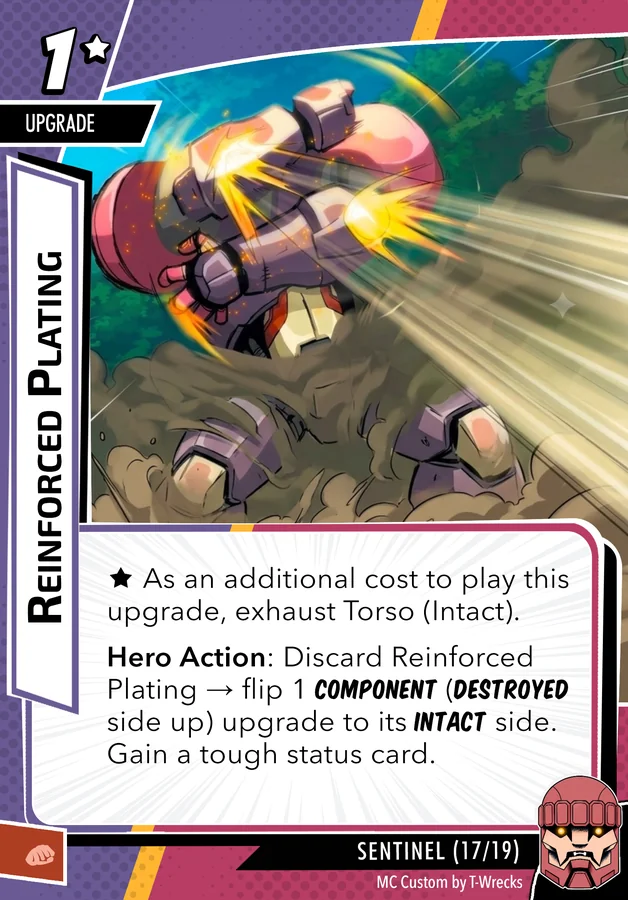 1★
UPGRADE
REINFORCED PLATING
★ As an additional cost to play this
upgrade, exhaust Torso (Intact).
Hero Action: Discard Reinforced
Plating → flip 1 COMPONENT (DESTROYED
side up) upgrade to its INTACT side.
Gain a tough status card.
SENTINEL (17/19)
MC Custom by T-Wrecks